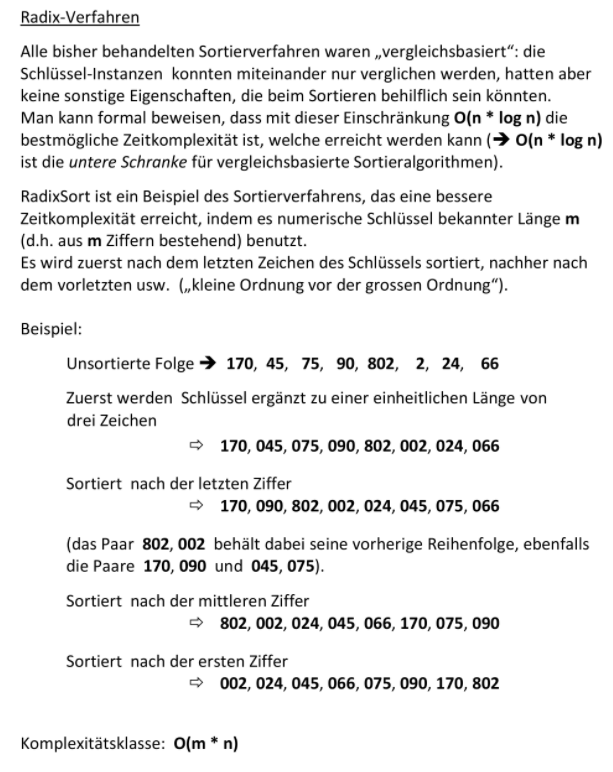 Radix-Verfahren
Alle bisher behandelten Sortierverfahren waren „vergleichsbasiert“: die
Schlüssel-Instanzen konnten miteinander nur verglichen werden, hatten aber
keine sonstige Eigenschaften, die beim Sortieren behilflich sein könnten.
Man kann formal beweisen, dass mit dieser Einschränkung O(n * log n) die
bestmögliche Zeitkomplexität ist, welche erreicht werden kann (➔ O(n * log n)
ist die untere Schranke für vergleichsbasierte Sortieralgorithmen).
RadixSort ist ein Beispiel des Sortierverfahrens, das eine bessere
Zeitkomplexität erreicht, indem es numerische Schlüssel bekannter Länge m
(d.h. aus m Ziffern bestehend) benutzt.
Es wird zuerst nach dem letzten Zeichen des Schlüssels sortiert, nachher nach
dem vorletzten usw. („kleine Ordnung vor der grossen Ordnung“).
Beispiel:
Unsortierte Folge ➔ 170, 45, 75, 90, 802, 2, 24, 66
Zuerst werden Schlüssel ergänzt zu einer einheitlichen Länge von
drei Zeichen
⇨ 170, 045, 075, 090, 802, 002, 024, 066
Sortiert nach der letzten Ziffer
⇨ 170, 090, 802, 002, 024, 045, 075, 066
(das Paar 802, 002 behält dabei seine vorherige Reihenfolge, ebenfalls
die Paare 170, 090 und 045, 075).
Sortiert nach der mittleren Ziffer
⇨ 802, 002, 024, 045, 066, 170, 075, 090
Sortiert nach der ersten Ziffer
⇨ 002, 024, 045, 066, 075, 090, 170, 802
Komplexitätsklasse: O(m * n)